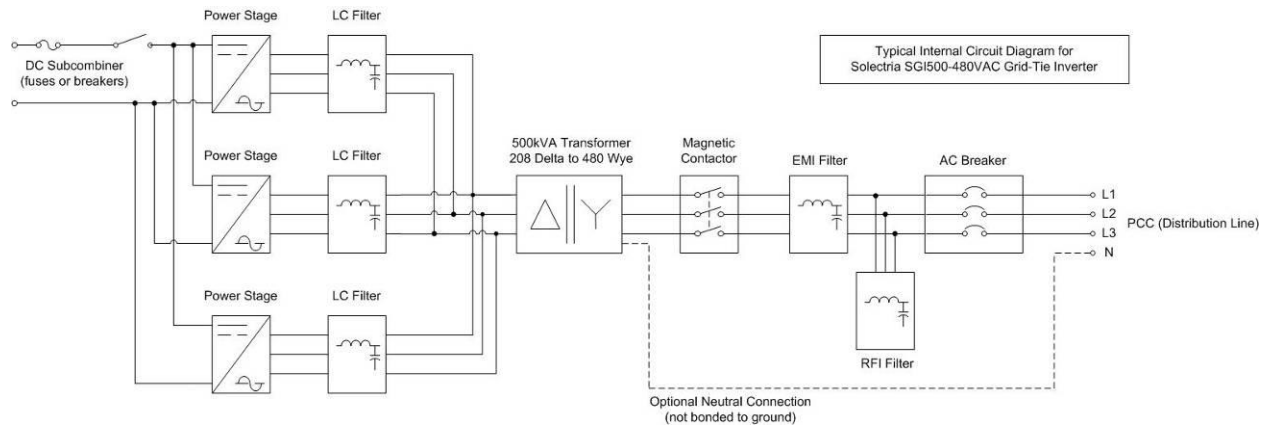 Power Stage
LC Filter
DC Subcombiner
(fuses or breakers)
Typical Internal Circuit Diagram for
Solectria SGI500-480VAC Grid-Tie Inverter
Power Stage
LC Filter
500kVA Transformer
208 Delta to 480 Wye
Magnetic
Contactor
EMI Filter
AC Breaker
L1
L2
L3
N
PCC (Distribution Line)
Power Stage
LC Filter
RFI Filter
Optional Neutral Connection
(not bonded to ground)